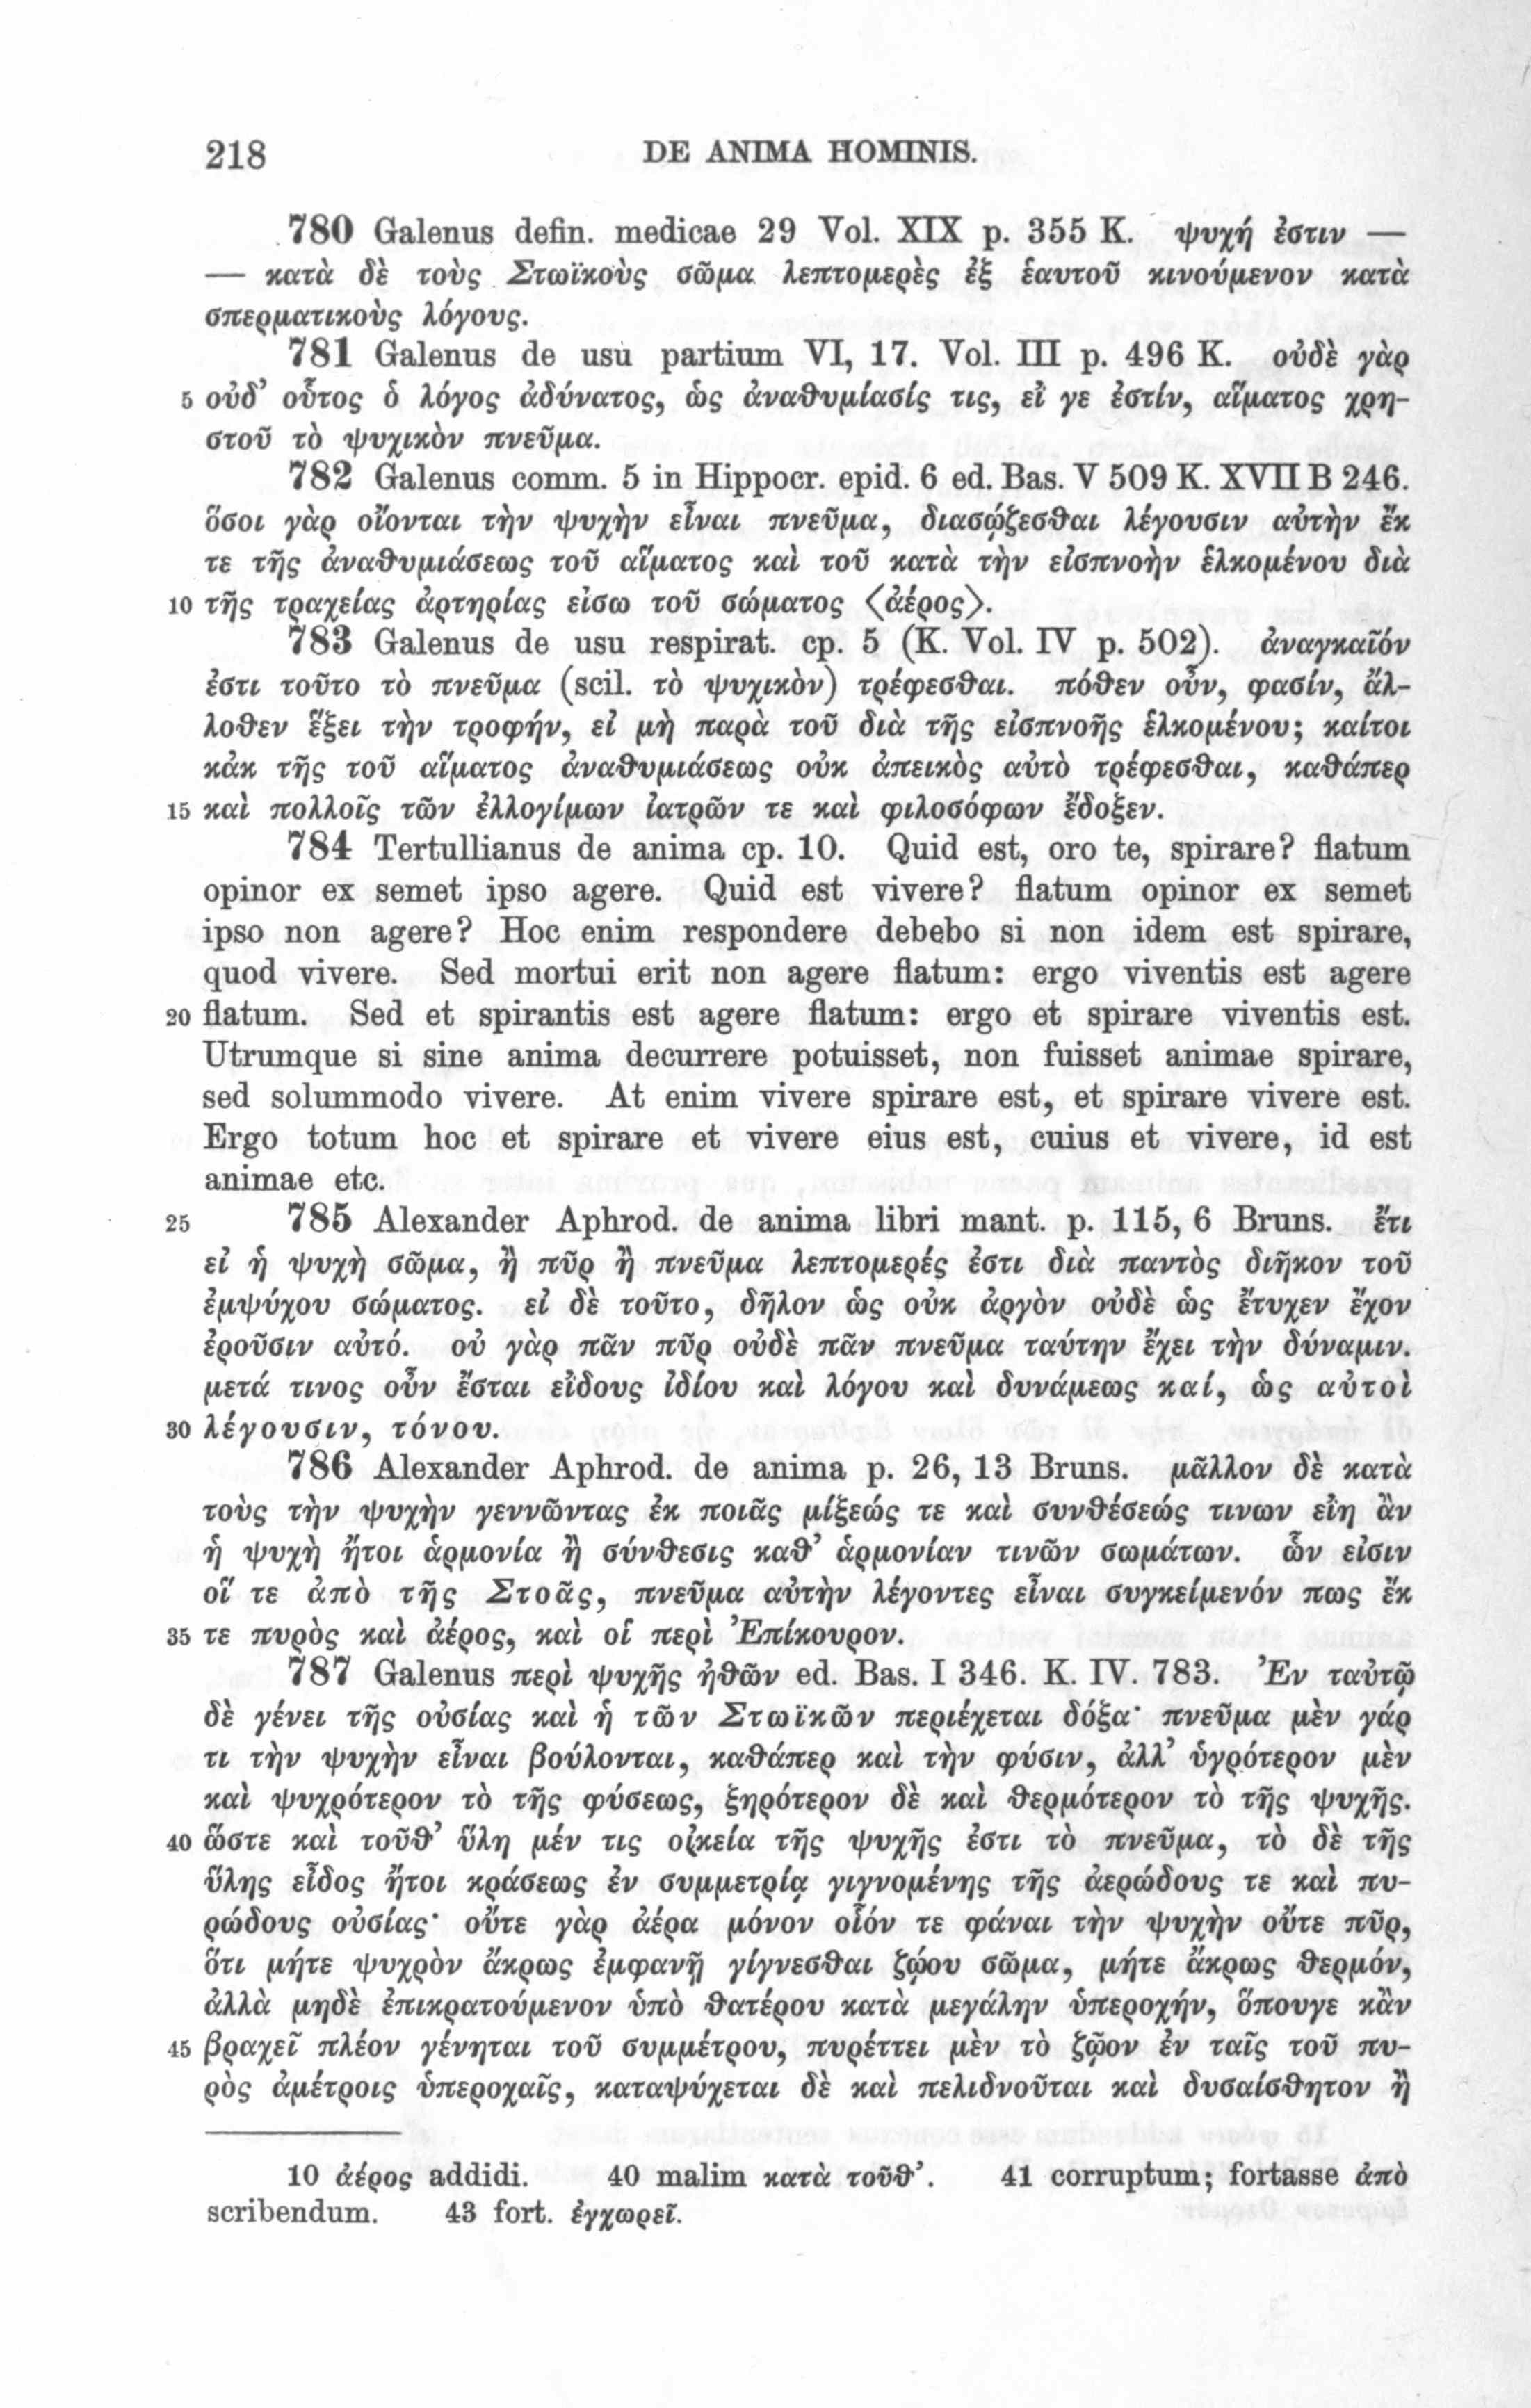 218 DE ANIMA HOMINIS.
780 Galenus defin. medicae 29 Vol. XIX p. 355 K. ψυχή ἐστιν —
— κατὰ δὲ τοὺς Στωϊκοὺς σῶμα λεπτομερὲς ἐξ ἑαυτοῦ κινούμενον κατὰ
σπερματικοὺς λόγους.
781 Galenus de usu partium VI, 17. Vol. III p. 496 K. οὐδὲ γὰρ
5 οὐδ’ οὗτος ὁ λόγος ἀδύνατος, ὡς ἀναθυμίασίς τις, εἴ γε ἐστίν, αἵματος χρη-
στοῦ τὸ ψυχικὸν πνεῦμα.
782 Galenus comm. 5 in Hippocr. epid. 6 ed. Bas. V 509 K. XVII B 246.
ὅσοι γὰρ οἴονται τὴν ψυχὴν εἶναι πνεῦμα, διασῴζεσθαι λέγουσιν αὐτὴν ἔκ
τε τῆς ἀναθυμιάσεως τοῦ αἵματος καὶ τοῦ κατὰ τὴν εἰσπνοὴν ἑλκομένου διὰ
10 τῆς τραχείας ἀρτηρίας εἴσω τοῦ σώματος ⟨ἀέρος⟩.
783 Galenus de usu respirat. cp. 5 (K. Vol. IV p. 502). ἀναγκαῖόν
ἐστι τοῦτο τὸ πνεῦμα (scil. τὸ ψυχικὸν) τρέφεσθαι. πόθεν οὖν, φασίν, ἄλ-
λοθεν ἕξει τὴν τροφήν, εἰ μὴ παρὰ τοῦ διὰ τῆς εἰσπνοῆς ἑλκομένου; καίτοι
κἀκ τῆς τοῦ αἵματος ἀναθυμιάσεως οὐκ ἀπεικὸς αὐτὸ τρέφεσθαι, καθάπερ
15 καὶ πολλοῖς τῶν ἐλλογίμων ἰατρῶν τε καὶ φιλοσόφων ἔδοξεν.
784 Tertullianus de anima cp. 10. Quid est, oro te, spirare? flatum
opinor ex semet ipso agere. Quid est vivere? flatum opinor ex semet
ipso non agere? Hoc enim respondere debebo si non idem est spirare,
quod vivere. Sed mortui erit non agere flatum: ergo viventis est agere
20 flatum. Sed et spirantis est agere flatum: ergo et spirare viventis est.
Utrumque si sine anima decurrere potuisset, non fuisset animae spirare,
sed solummodo vivere. At enim vivere spirare est, et spirare vivere est.
Ergo totum hoc et spirare et vivere eius est, cuius et vivere, id est
animae etc.
25 785 Alexander Aphrod. de anima libri mant. p. 115, 6 Bruns. ἔτι
εἰ ἡ ψυχὴ σῶμα, ἢ πῦρ ἢ πνεῦμα λεπτομερές ἐστι διὰ παντὸς διῆκον τοῦ
ἐμψύχου σώματος. εἰ δὲ τοῦτο, δῆλον ὡς οὐκ ἀργὸν οὐδὲ ὡς ἔτυχεν ἔχον
ἐροῦσιν αὐτό. οὐ γὰρ πᾶν πῦρ οὐδὲ πᾶν πνεῦμα ταύτην ἔχει τὴν δύναμιν.
μετά τινος οὖν ἔσται εἴδους ἰδίου καὶ λόγου καὶ δυνάμεως καί, ὡς αὐτοὶ
30 λέγουσιν, τόνου.
786 Alexander Aphrod. de anima p. 26, 13 Bruns. μᾶλλον δὲ κατὰ
τοὺς τὴν ψυχὴν γεννῶντας ἐκ ποιᾶς μίξεώς τε καὶ συνθέσεώς τινων εἴη ἂν
ἡ ψυχὴ ἤτοι ἁρμονία ἢ σύνθεσις καθ’ ἁρμονίαν τινῶν σωμάτων. ὧν εἰσιν
οἵ τε ἀπὸ τῆς Στοᾶς, πνεῦμα αὐτὴν λέγοντες εἶναι συγκείμενόν πως ἔκ
35 τε πυρὸς καὶ ἀέρος, καὶ οἱ περὶ Ἐπίκουρον.
787 Galenus περὶ ψυχῆς ἠθῶν ed. Bas. I 346. K. IV. 783. Ἐν ταὐτῷ
δὲ γένει τῆς οὐσίας καὶ ἡ τῶν Στωϊκῶν περιέχεται δόξα· πνεῦμα μὲν γάρ
τι τὴν ψυχὴν εἶναι βούλονται, καθάπερ καὶ τὴν φύσιν, ἀλλ’ ὑγρότερον μὲν
καὶ ψυχρότερον τὸ τῆς φύσεως, ξηρότερον δὲ καὶ θερμότερον τὸ τῆς ψυχῆς.
40 ὥστε καὶ τοῦθ’ ὕλη μέν τις οἰκεία τῆς ψυχῆς ἐστι τὸ πνεῦμα, τὸ δὲ τῆς
ὕλης εἶδος ἤτοι κράσεως ἐν συμμετρίᾳ γιγνομένης τῆς ἀερώδους τε καὶ πυ-
ρώδους οὐσίας· οὔτε γὰρ ἀέρα μόνον οἷόν τε φάναι τὴν ψυχὴν οὔτε πῦρ,
ὅτι μήτε ψυχρὸν ἄκρως ἐμφανῆ γίγνεσθαι ζῴου σῶμα, μήτε ἄκρως θερμόν,
ἀλλὰ μηδὲ ἐπικρατούμενον ὑπὸ θατέρου κατὰ μεγάλην ὑπεροχήν, ὅπουγε κἂν
45 βραχεῖ πλέον γένηται τοῦ συμμέτρου, πυρέττει μὲν τὸ ζῷον ἐν ταῖς τοῦ πυ-
ρὸς ἀμέτροις ὑπεροχαῖς, καταψύχεται δὲ καὶ πελιδνοῦται καὶ δυσαίσθητον ἢ
10 ἀέρος addidi. 40 malim κατὰ τοῦθ’. 41 corruptum; fortasse ἀπὸ
scribendum. 43 fort. ἐγχωρεῖ.